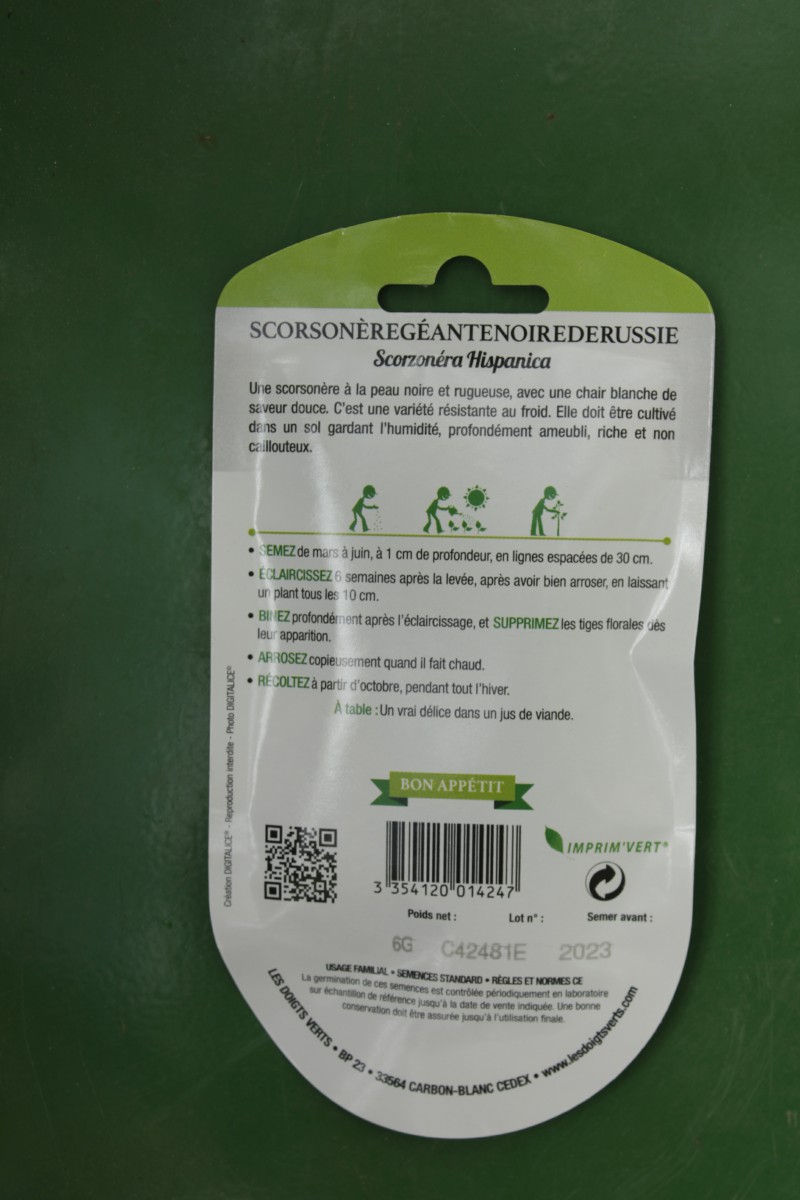 SCORSONÈREGÉANTENOIREDERUSSIE
Scorzonéra Hispanica
Une scorsonère à la peau noire et rugueuse, avec une chair blanche de
saveur douce. C'est une variété résistante au froid. Elle doit être cultivé
dans un sol gardant l'humidité, profondément ameubli, riche et non
caillouteux.
• SEMEZ de mars à juin, à 1 cm de profondeur, en lignes espacées de 30 cm.
• ÉCLAIRCISSEZ 6 semaines après la levée, après avoir bien arroser, en laissant
un plant tous les 10 cm.
• BINEZ profondément après l'éclaircissage, et SUPPRIMEZ les tiges florales dès
leur apparition.
• ARROSEZ copieusement quand il fait chaud.
• RÉCOLTEZ à partir d'octobre, pendant tout l'hiver.
À table : Un vrai délice dans un jus de viande.
Création DIGITALICE® - Reproduction interdite - Photo DIGITALICE®
BON APPÉTIT
IMPRIM'VERT®
3 354120 014247
Poids net : Lot n° : Semer avant :
6G C42481E 2023
USAGE FAMILIAL • SEMENCES STANDARD • RÈGLES ET NORMES CE
La germination de ces semences est contrôlée périodiquement en laboratoire
sur échantillon de référence jusqu'à la date de vente indiquée. Une bonne
conservation doit être assurée jusqu'à l'utilisation finale.
LES DOIGTS VERTS • BP 23 • 33564 CARBON-BLANC CEDEX • www.lesdoigtsverts.com